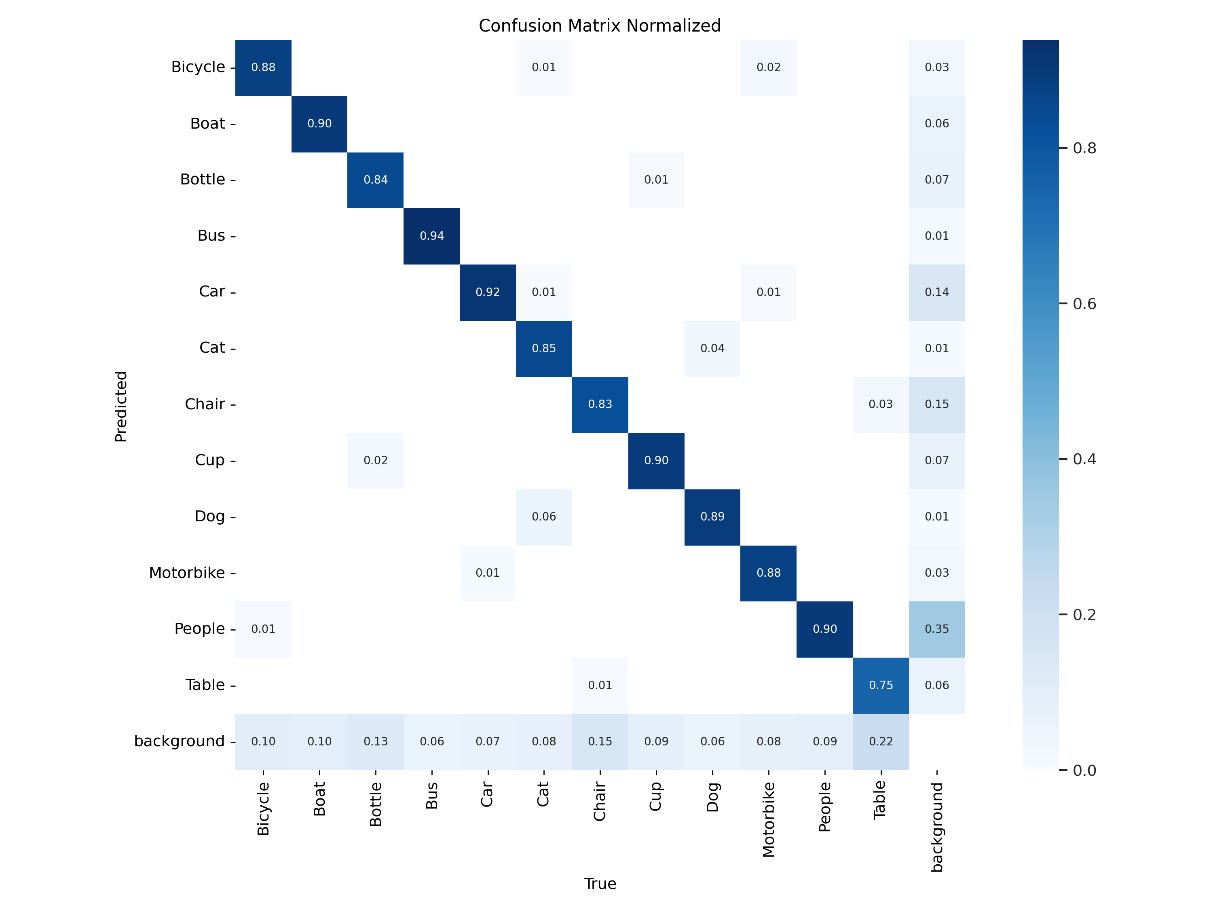 Confusion Matrix Normalized
Bicycle 0.88 0.01 0.02 0.03
Boat 0.90 0.06
Bottle 0.84 0.01 0.07
Bus 0.94 0.01
Car 0.92 0.01 0.01 0.14
Cat 0.85 0.04 0.01
Chair 0.83 0.03 0.15
Cup 0.02 0.90 0.07
Dog 0.06 0.89 0.01
Motorbike 0.01 0.88 0.03
People 0.01 0.90 0.35
Table 0.01 0.75 0.06
background 0.10 0.10 0.13 0.06 0.07 0.08 0.15 0.09 0.06 0.08 0.09 0.22
Predicted
Bicycle Boat Bottle Bus Car Cat Chair Cup Dog Motorbike People Table background
True
0.8
0.6
0.4
0.2
0.0